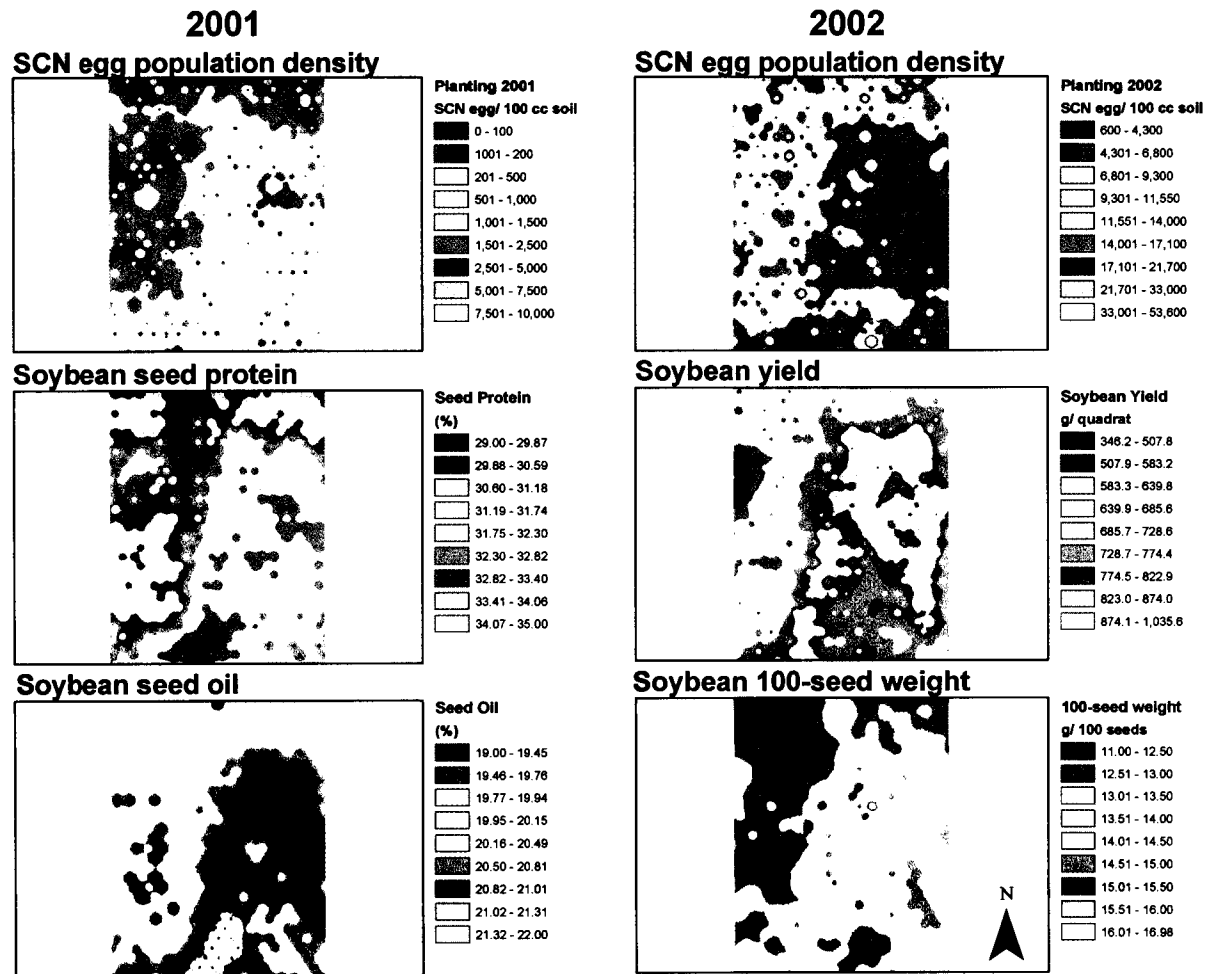 2001
SCN egg population density
Planting 2001
SCN egg/ 100 cc soil
0 - 100
1001 - 200
201 - 500
501 - 1,000
1,001 - 1,500
1,501 - 2,500
2,501 - 5,000
5,001 - 7,500
7,501 - 10,000
Soybean seed protein
Seed Protein
(%)
29.00 - 29.87
29.88 - 30.59
30.60 - 31.18
31.19 - 31.74
31.75 - 32.30
32.30 - 32.82
32.82 - 33.40
33.41 - 34.06
34.07 - 35.00
Soybean seed oil
Seed Oil
(%)
19.00 - 19.45
19.46 - 19.76
19.77 - 19.94
19.95 - 20.15
20.16 - 20.49
20.50 - 20.81
20.82 - 21.01
21.02 - 21.31
21.32 - 22.00
2002
SCN egg population density
Planting 2002
SCN egg/ 100 cc soil
600 - 4,300
4,301 - 6,800
6,801 - 9,300
9,301 - 11,550
11,551 - 14,000
14,001 - 17,100
17,101 - 21,700
21,701 - 33,000
33,001 - 53,600
Soybean yield
Soybean Yield
g/ quadrat
346.2 - 507.8
507.9 - 583.2
583.3 - 639.8
639.9 - 685.6
685.7 - 728.6
728.7 - 774.4
774.5 - 822.9
823.0 - 874.0
874.1 - 1,035.6
Soybean 100-seed weight
100-seed weight
g/ 100 seeds
11.00 - 12.50
12.51 - 13.00
13.01 - 13.50
13.51 - 14.00
14.01 - 14.50
14.51 - 15.00
15.01 - 15.50
15.51 - 16.00
16.01 - 16.98
N